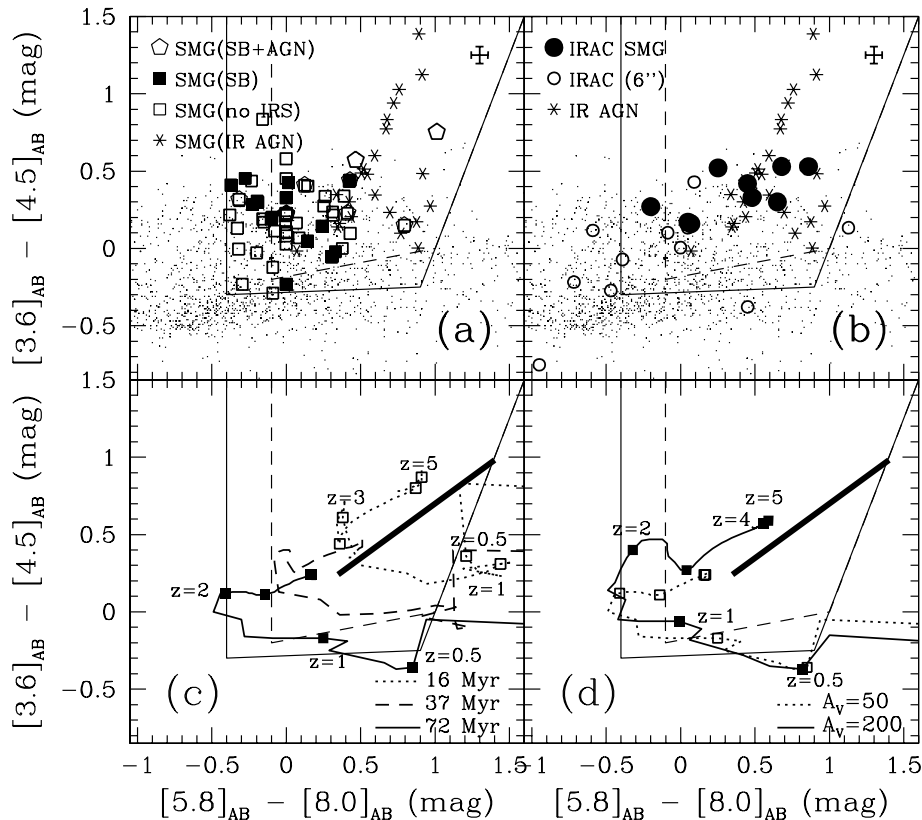 [3.6]AB − [4.5]AB (mag)
1.5
1
0.5
0
−0.5
SMG(SB+AGN)
SMG(SB)
SMG(no IRS)
SMG(IR AGN)
(a)
IRAC SMG
IRAC (6'')
IR AGN
(b)
[3.6]AB − [4.5]AB (mag)
1.5
1
0.5
0
−0.5
z=5
z=3
z=0.5
z=1
z=2
z=1
z=0.5
(c)
16 Myr
37 Myr
72 Myr
z=5
z=4
z=2
z=1
z=0.5
(d)
Av=50
Av=200
−1 −0.5 0 0.5 1 1.5
−1 −0.5 0 0.5 1 1.5
[5.8]AB − [8.0]AB (mag)
[5.8]AB − [8.0]AB (mag)